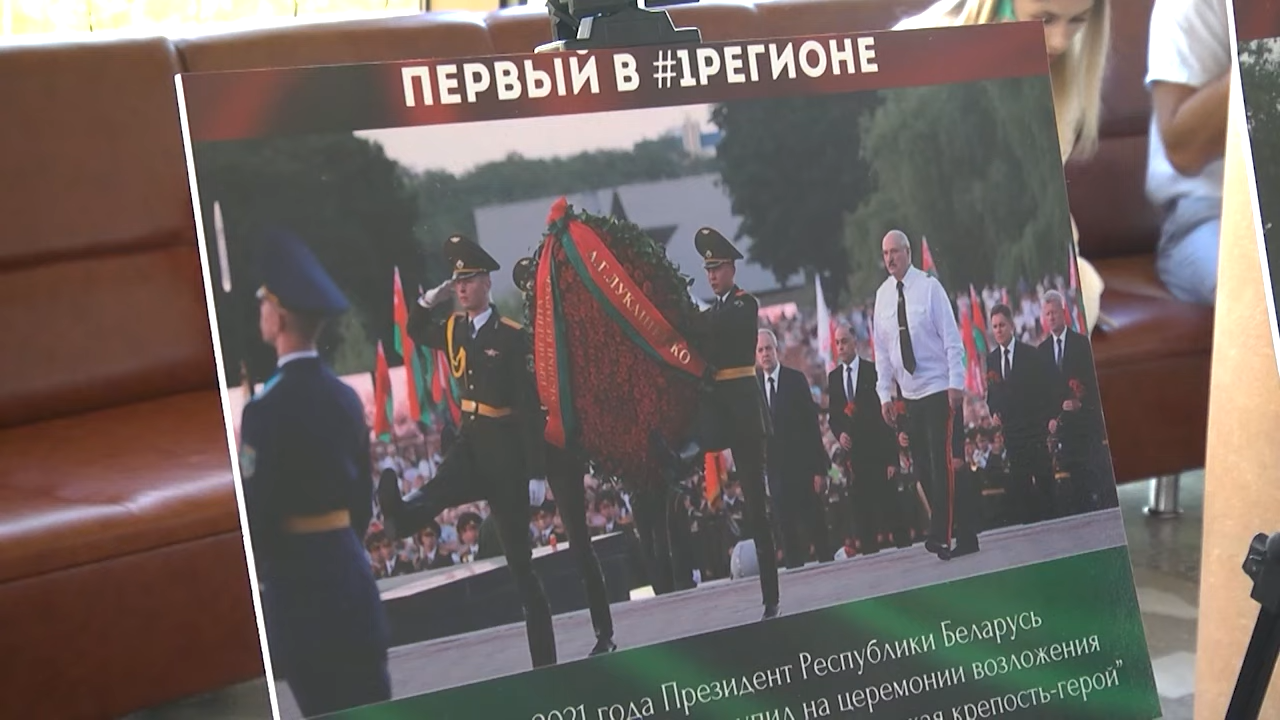 ПЕРВЫЙ В #1РЕГИОНЕ
А.Г.ЛУКАШЕНКО
2021 года Президент Республики Беларусь
на церемонии возложения
крепость-герой”